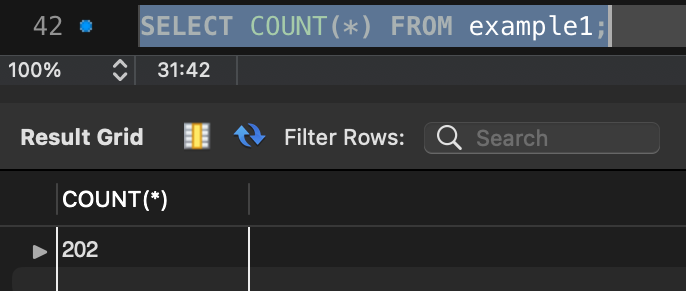 42 SELECT COUNT(*) FROM example1;
100% 31:42
Result Grid Filter Rows: Search
COUNT(*)
202